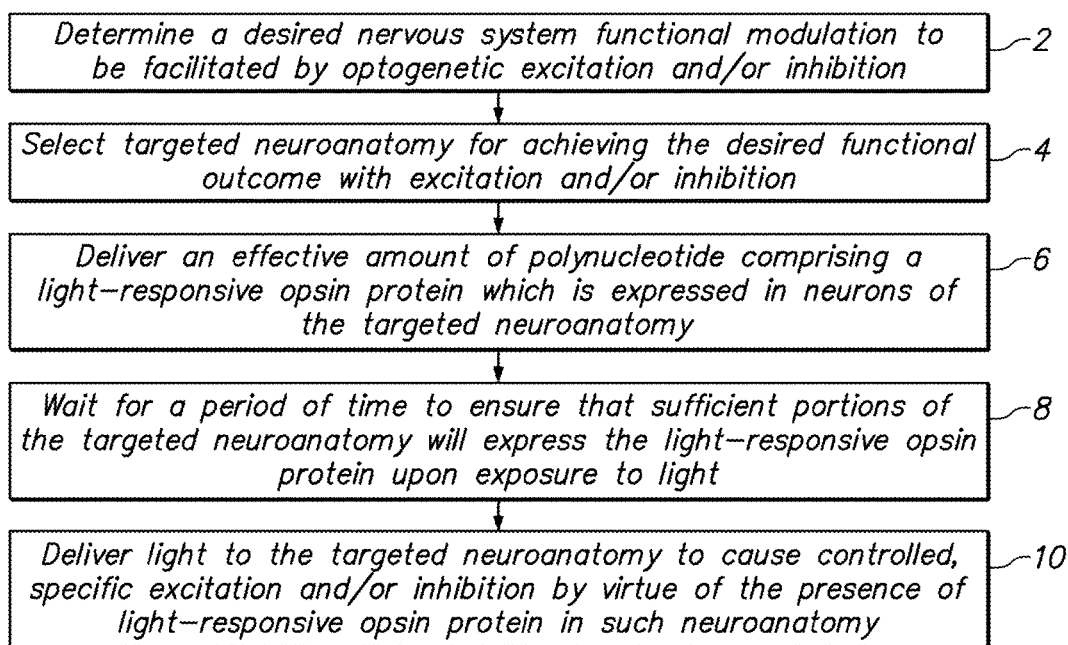 Determine a desired nervous system functional modulation to
be facilitated by optogenetic excitation and/or inhibition
2
Select targeted neuroanatomy for achieving the desired functional
outcome with excitation and/or inhibition
4
Deliver an effective amount of polynucleotide comprising a
light-responsive opsin protein which is expressed in neurons of
the targeted neuroanatomy
6
Wait for a period of time to ensure that sufficient portions of
the targeted neuroanatomy will express the light-responsive opsin
protein upon exposure to light
8
Deliver light to the targeted neuroanatomy to cause controlled,
specific excitation and/or inhibition by virtue of the presence of
light-responsive opsin protein in such neuroanatomy
10